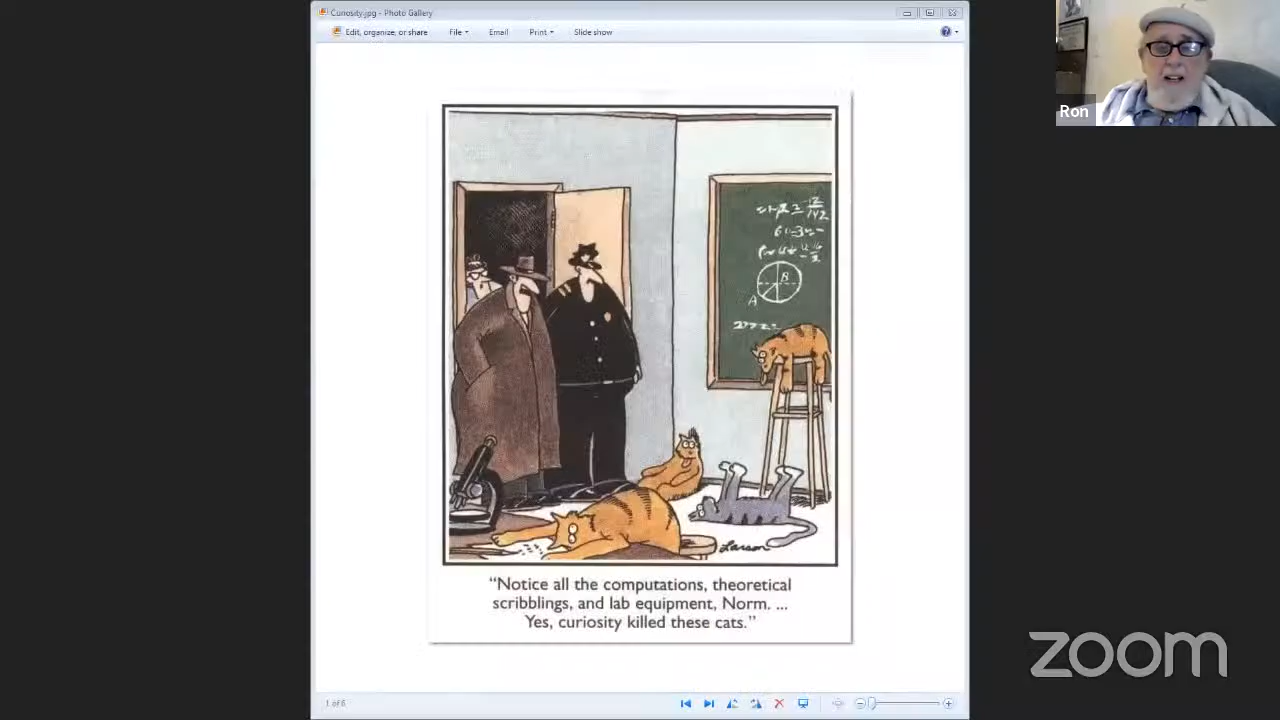 Curiosity.jpg - Photo Gallery
Edit, organize, or share File Email Print Slide show
Ron
B
A
Larson
"Notice all the computations, theoretical
scribblings, and lab equipment, Norm. ...
Yes, curiosity killed these cats."
zoom
1 of 6